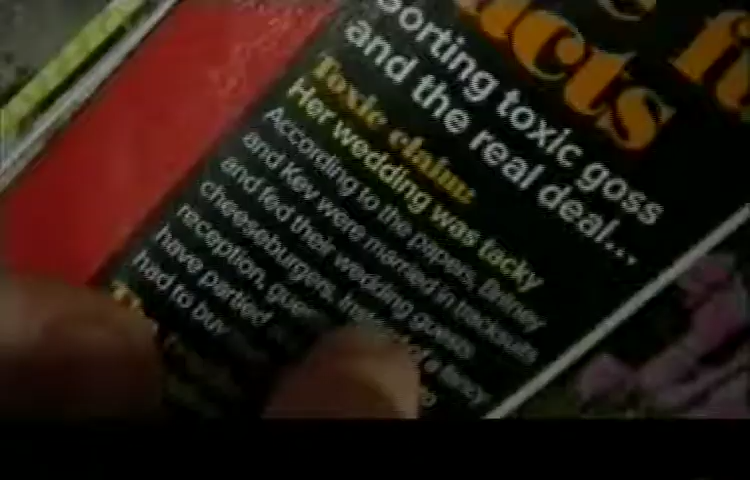 acts
Sorting toxic goss
and the real deal...
Toxic claim:
Her wedding was tacky
According to the papers, Britney
and Kev were married in tracksuits
and fed their wedding guests
cheeseburgers. Instead of a
reception, guests
have partied
had to buy